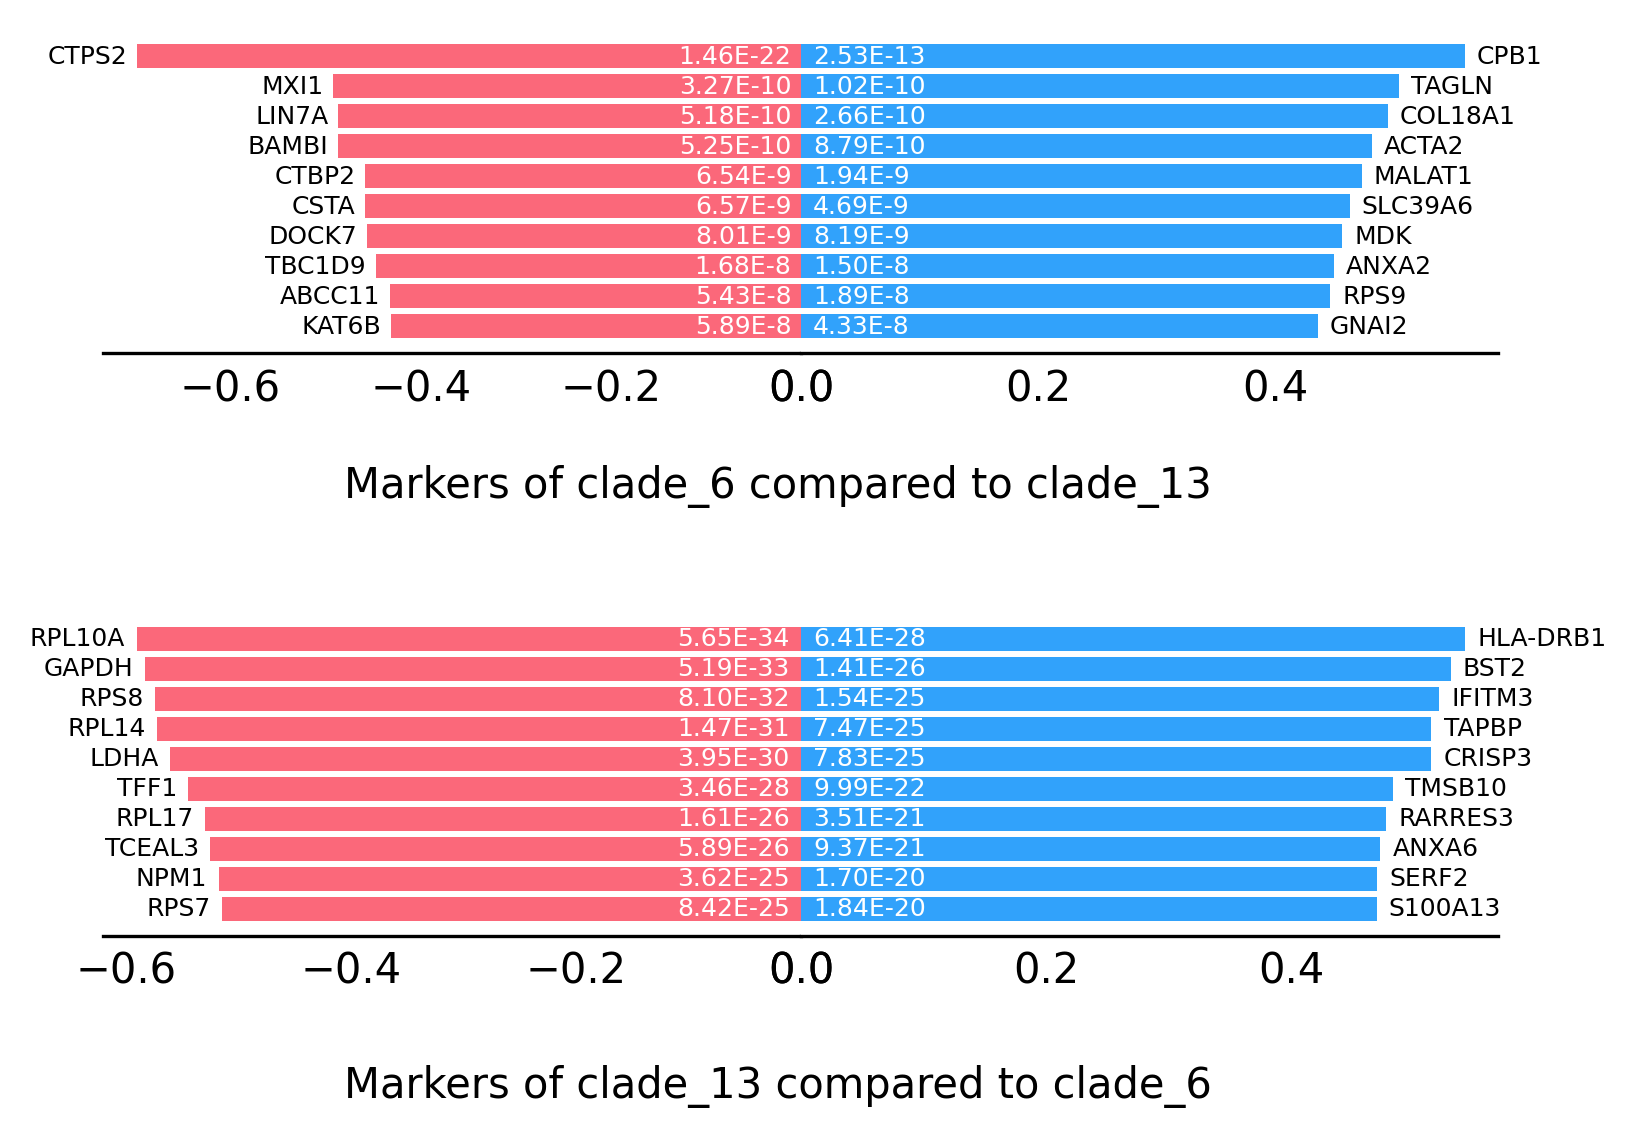 CTPS2 1.46E-22 2.53E-13 CPB1
MXI1 3.27E-10 1.02E-10 TAGLN
LIN7A 5.18E-10 2.66E-10 COL18A1
BAMBI 5.25E-10 8.79E-10 ACTA2
CTBP2 6.54E-9 1.94E-9 MALAT1
CSTA 6.57E-9 4.69E-9 SLC39A6
DOCK7 8.01E-9 8.19E-9 MDK
TBC1D9 1.68E-8 1.50E-8 ANXA2
ABCC11 5.43E-8 1.89E-8 RPS9
KAT6B 5.89E-8 4.33E-8 GNAI2
−0.6 −0.4 −0.2 0.0 0.2 0.4
Markers of clade_6 compared to clade_13
RPL10A 5.65E-34 6.41E-28 HLA-DRB1
GAPDH 5.19E-33 1.41E-26 BST2
RPS8 8.10E-32 1.54E-25 IFITM3
RPL14 1.47E-31 7.47E-25 TAPBP
LDHA 3.95E-30 7.83E-25 CRISP3
TFF1 3.46E-28 9.99E-22 TMSB10
RPL17 1.61E-26 3.51E-21 RARRES3
TCEAL3 5.89E-26 9.37E-21 ANXA6
NPM1 3.62E-25 1.70E-20 SERF2
RPS7 8.42E-25 1.84E-20 S100A13
−0.6 −0.4 −0.2 0.0 0.2 0.4
Markers of clade_13 compared to clade_6